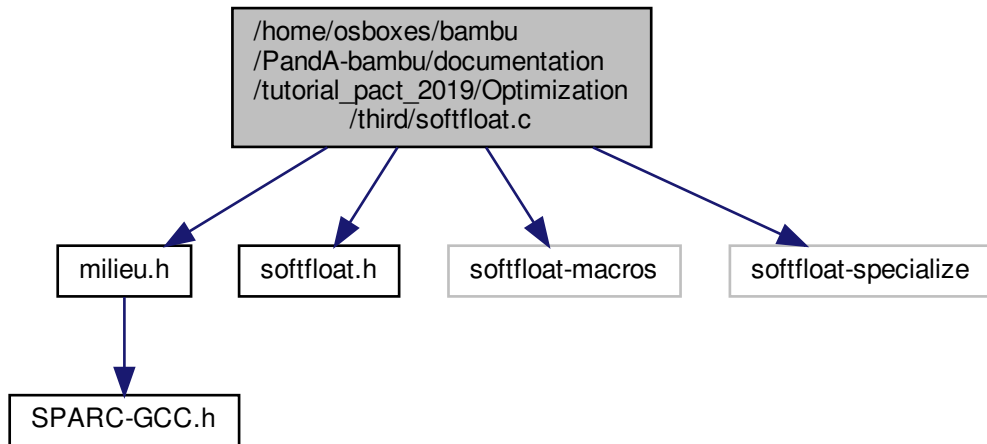 /home/osboxes/bambu
/PandA-bambu/documentation
/tutorial_pact_2019/Optimization
/third/softfloat.c
milieu.h
softfloat.h
softfloat-macros
softfloat-specialize
SPARC-GCC.h